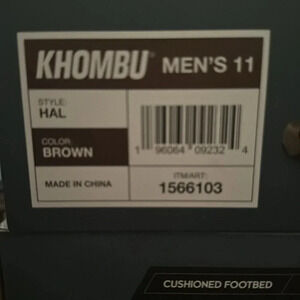 KHOMBU® MEN'S 11
STYLE:
HAL
COLOR:
BROWN
MADE IN CHINA
1 96064 09232 4
ITM/ART:
1566103
CUSHIONED FOOTBED